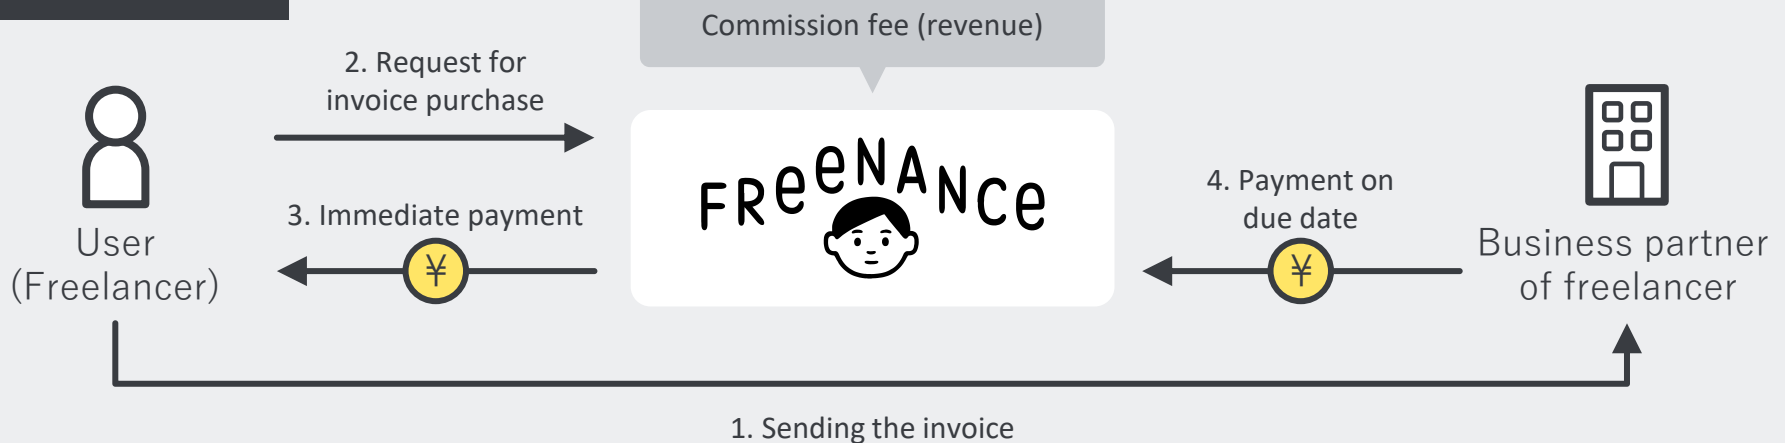 Commission fee (revenue)
2. Request for
invoice purchase
FReeNANce
3. Immediate payment
¥
4. Payment on
due date
¥
User
(Freelancer)
Business partner
of freelancer
1. Sending the invoice